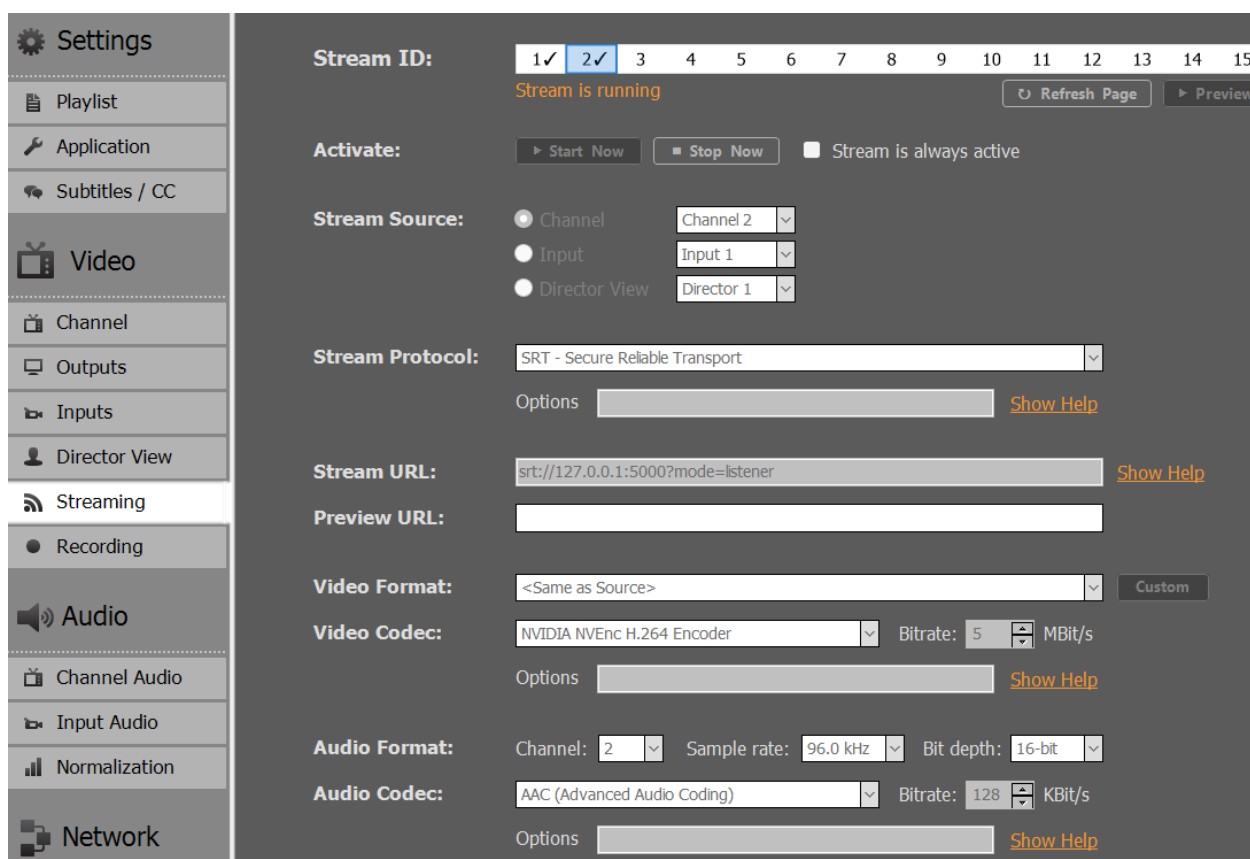 Settings
Playlist
Application
Subtitles / CC
Video
Channel
Outputs
Inputs
Director View
Streaming
Recording
Audio
Channel Audio
Input Audio
Normalization
Network
Stream ID: 1✓ 2✓ 3 4 5 6 7 8 9 10 11 12 13 14 15
Stream is running Refresh Page Preview
Activate: Start Now Stop Now Stream is always active
Stream Source: Channel Channel 2
Input Input 1
Director View Director 1
Stream Protocol: SRT - Secure Reliable Transport
Options Show Help
Stream URL: srt://127.0.0.1:5000?mode=listener Show Help
Preview URL:
Video Format: <Same as Source> Custom
Video Codec: NVIDIA NVEnc H.264 Encoder Bitrate: 5 MBit/s
Options Show Help
Audio Format: Channel: 2 Sample rate: 96.0 kHz Bit depth: 16-bit
Audio Codec: AAC (Advanced Audio Coding) Bitrate: 128 KBit/s
Options Show Help